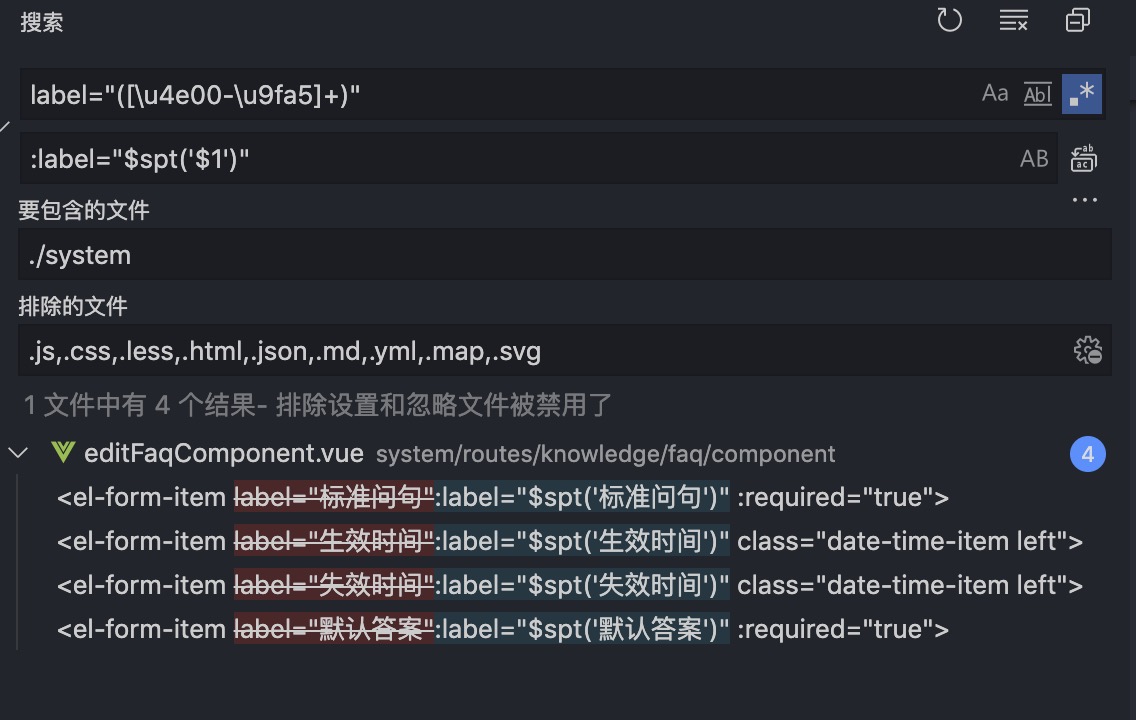 搜索
label="([\u4e00-\u9fa5]+)"
Aa
Abl
.*
:label="$spt('$1')"
AB
ab
ac
...
要包含的文件
./system
排除的文件
.js,.css,.less,.html,.json,.md,.yml,.map,.svg
1 文件中有 4 个结果- 排除设置和忽略文件被禁用了
editFaqComponent.vue system/routes/knowledge/faq/component 4
<el-form-item label="标准问句":label="$spt('标准问句')" :required="true">
<el-form-item label="生效时间":label="$spt('生效时间')" class="date-time-item left">
<el-form-item label="失效时间":label="$spt('失效时间')" class="date-time-item left">
<el-form-item label="默认答案":label="$spt('默认答案')" :required="true">